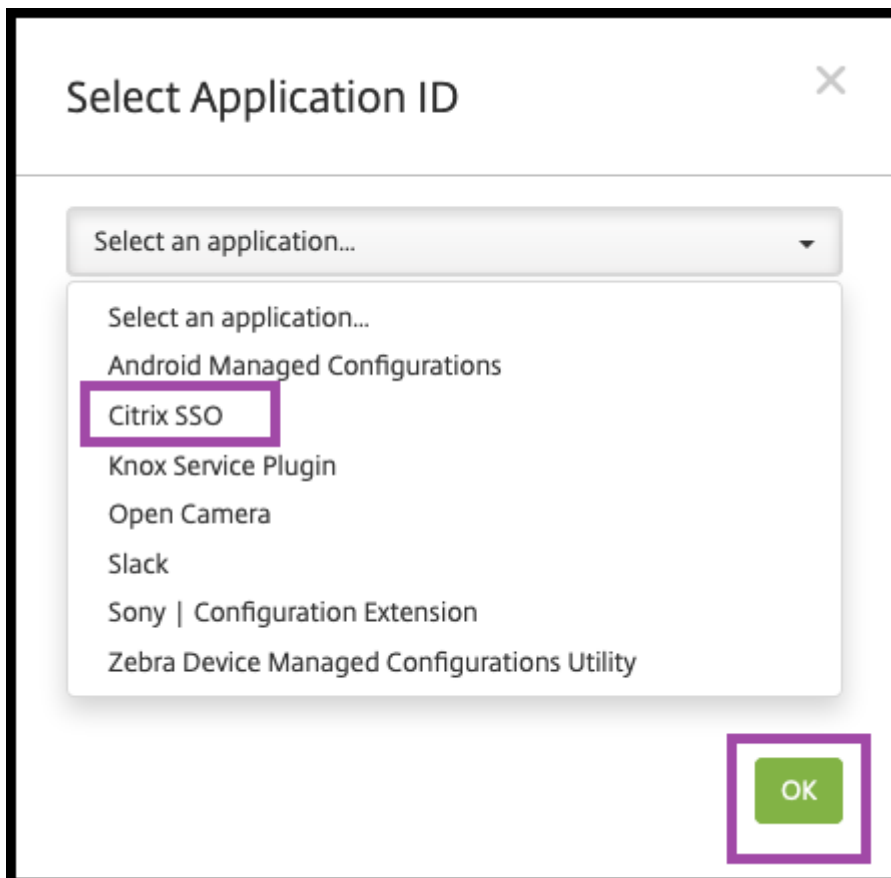 Select Application ID
Select an application...
Select an application...
Android Managed Configurations
Citrix SSO
Knox Service Plugin
Open Camera
Slack
Sony | Configuration Extension
Zebra Device Managed Configurations Utility
OK